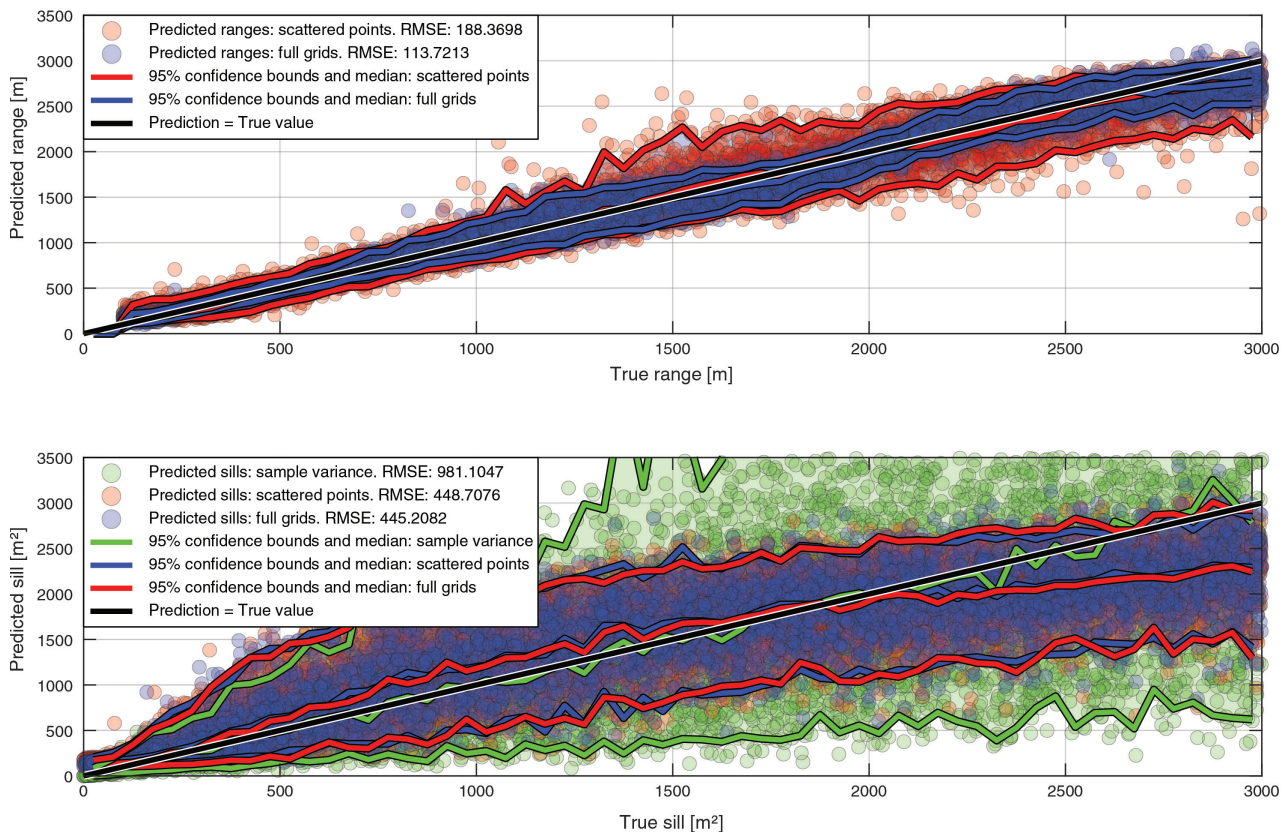 3500
3000
2500
2000
1500
1000
500
0
Predicted range [m]
Predicted ranges: scattered points. RMSE: 188.3698
Predicted ranges: full grids. RMSE: 113.7213
95% confidence bounds and median: scattered points
95% confidence bounds and median: full grids
Prediction = True value
0 500 1000 1500 2000 2500 3000
True range [m]
3500
3000
2500
2000
1500
1000
500
0
Predicted sill [m²]
Predicted sills: sample variance. RMSE: 981.1047
Predicted sills: scattered points. RMSE: 448.7076
Predicted sills: full grids. RMSE: 445.2082
95% confidence bounds and median: sample variance
95% confidence bounds and median: scattered points
95% confidence bounds and median: full grids
Prediction = True value
0 500 1000 1500 2000 2500 3000
True sill [m²]